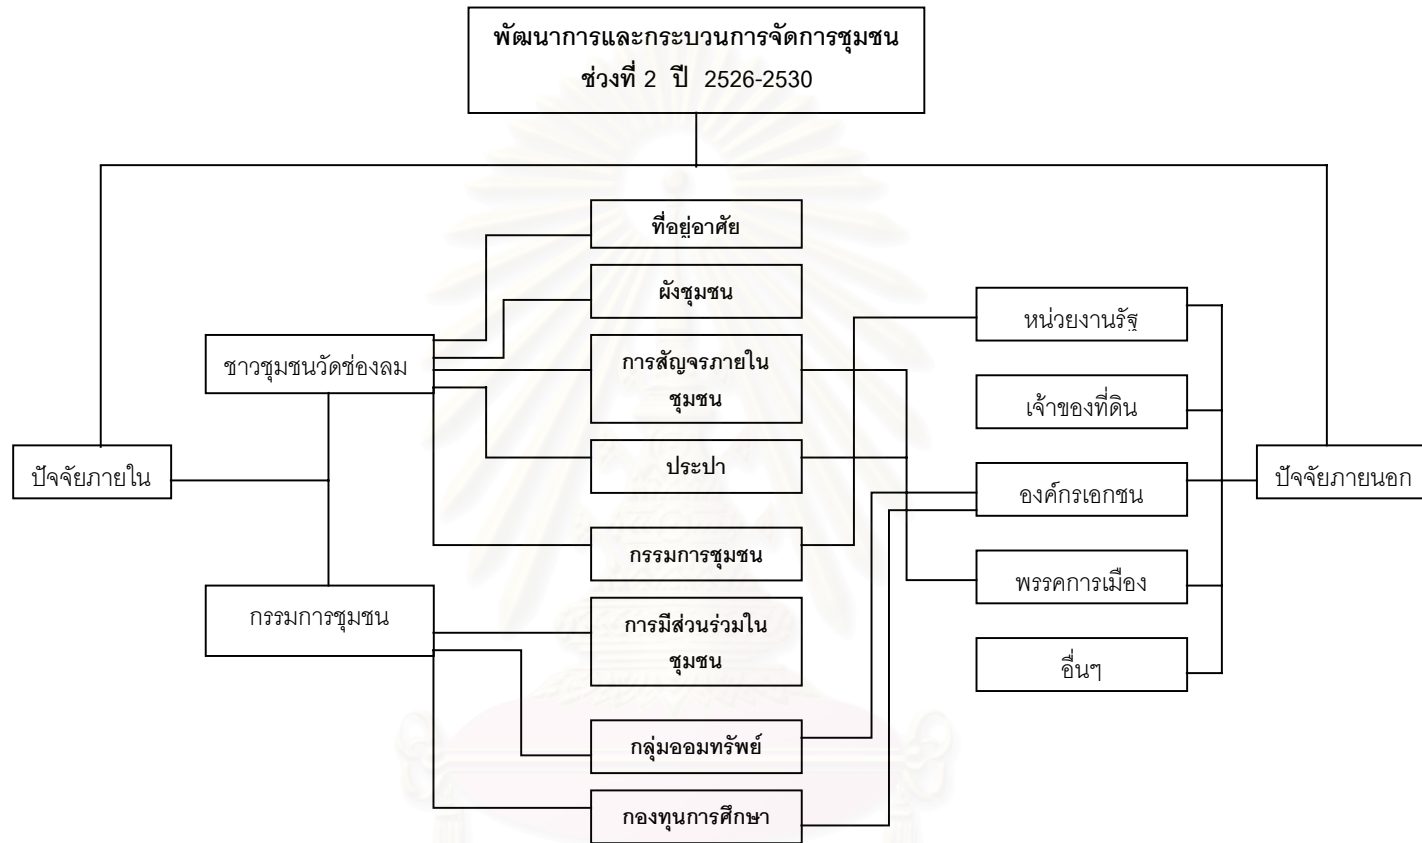 พัฒนาการและกระบวนการจัดการชุมชน
ช่วงที่ 2 ปี 2526-2530
ที่อยู่อาศัย
ผังชุมชน
หน่วยงานรัฐ
ชาวชุมชนวัดช่องลม
การสัญจรภายใน
ชุมชน
เจ้าของที่ดิน
ปัจจัยภายใน
ประปา
องค์กรเอกชน
ปัจจัยภายนอก
กรรมการชุมชน
พรรคการเมือง
กรรมการชุมชน
การมีส่วนร่วมใน
ชุมชน
อื่นๆ
กลุ่มออมทรัพย์
กองทุนการศึกษา